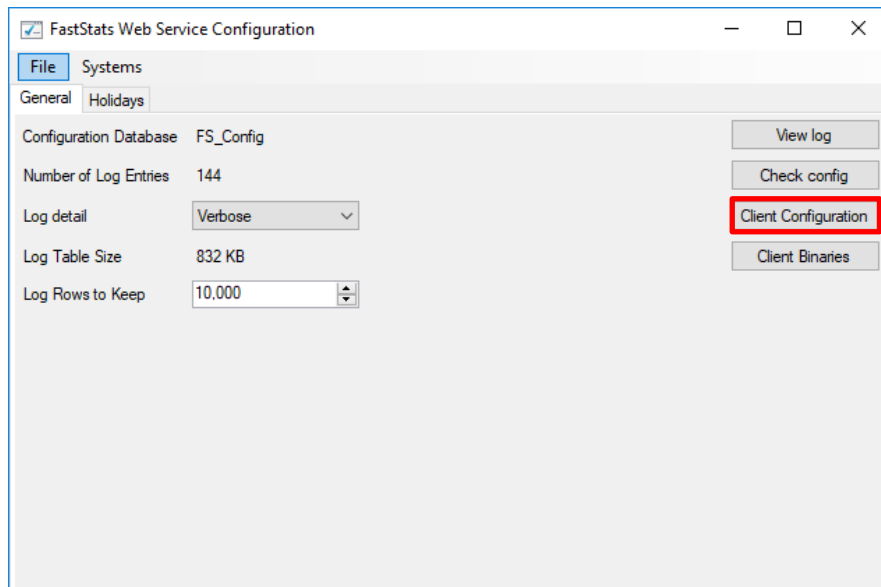 FastStats Web Service Configuration
File Systems
General Holidays
Configuration Database FS_Config View log
Number of Log Entries 144 Check config
Log detail Verbose Client Configuration
Log Table Size 832 KB Client Binaries
Log Rows to Keep 10,000